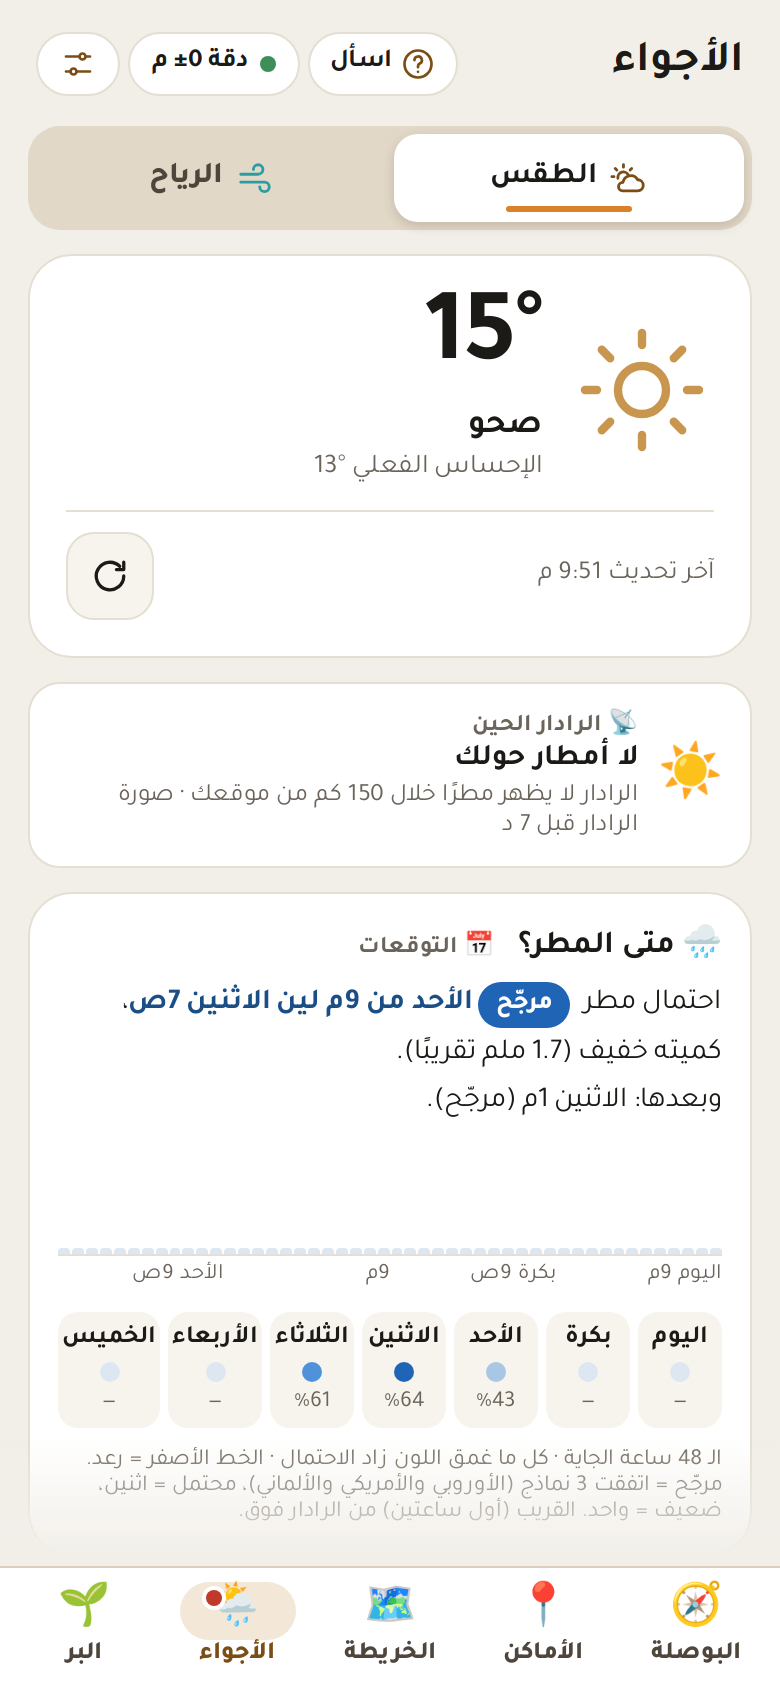 الأجواء
اسأل
دقة ±0 م
الطقس
الرياح
15°
صحو
الإحساس الفعلي 13°
آخر تحديث 9:51 م
الرادار الحين
لا أمطار حولك
الرادار لا يظهر مطرًا خلال 150 كم من موقعك · صورة
الرادار قبل 7 د
متى المطر؟ التوقعات
احتمال مطر مرجّح الأحد من 9م لين الاثنين 7ص،
كميته خفيف (1.7 ملم تقريبًا).
وبعدها: الاثنين 1م (مرجّح).
اليوم 9م بكرة 9ص 9م الأحد 9ص
اليوم بكرة الأحد الاثنين الثلاثاء الأربعاء الخميس
– – %43 %64 %61 – –
الـ 48 ساعة الجاية · كل ما غمق اللون زاد الاحتمال · الخط الأصفر = رعد.
مرجّح = اتفقت 3 نماذج (الأوروبي والأمريكي والألماني)، محتمل = اثنين،
ضعيف = واحد. القريب (أول ساعتين) من الرادار فوق.
البوصلة الأماكن الخريطة الأجواء البر